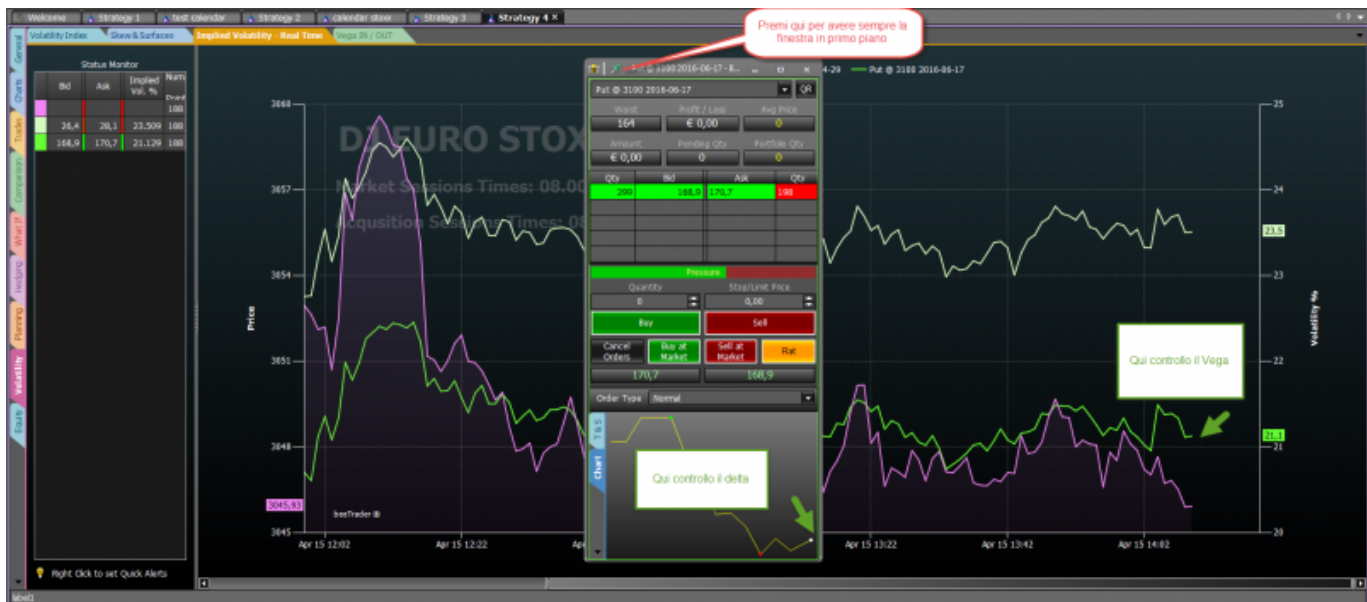 Welcome Strategy 1 test calendar Strategy 2 calendar stoxx Strategy 3 Strategy 4 ×
Volatility Index Skew & Surfaces Implied Volatility - Real Time Vega IN / OUT
Premi qui per avere sempre la
finestra in primo piano
General
Charts
Trades
Comparison
What If
Hedging
Planning
Volatility
Equity
Status Monitor
Bid Ask Implied Vol. % Num.
188
26,4 28,1 23.509 188
168,9 170,7 21.129 188
Right Click to set Quick Alerts
label1
4-29 Put @ 3100 2016-06-17
EURO STOX
Market Sessions Times: 08.00
Acqusition Sessions Times: 08
Price
3060
3057
3054
3051
3048
3045,93
3045
beeTrader ®
Apr 15 12:02 Apr 15 12:22 Apr 15 13:22 Apr 15 13:42 Apr 15 14:02
Put @ 3100 2016-06-17 - B...
Put @ 3100 2016-06-17 QR
Worst Profit / Loss Avg Price
164 € 0,00 0
Amount Pending Qty Portfolio Qty
€ 0,00 0 0
Qty Bid Ask Qty
299 168,9 170,7 198
Pressure
Quantity Stop/Limit Price
0 0,00
Buy Sell
Cancel Orders Buy at Market Sell at Market Flat
170,7 168,9
Order Type Normal
T & S
Chart
Qui controllo il delta
Qui controllo il Vega
25
24
23,5
23
22
21,1
21
20
Volatility %